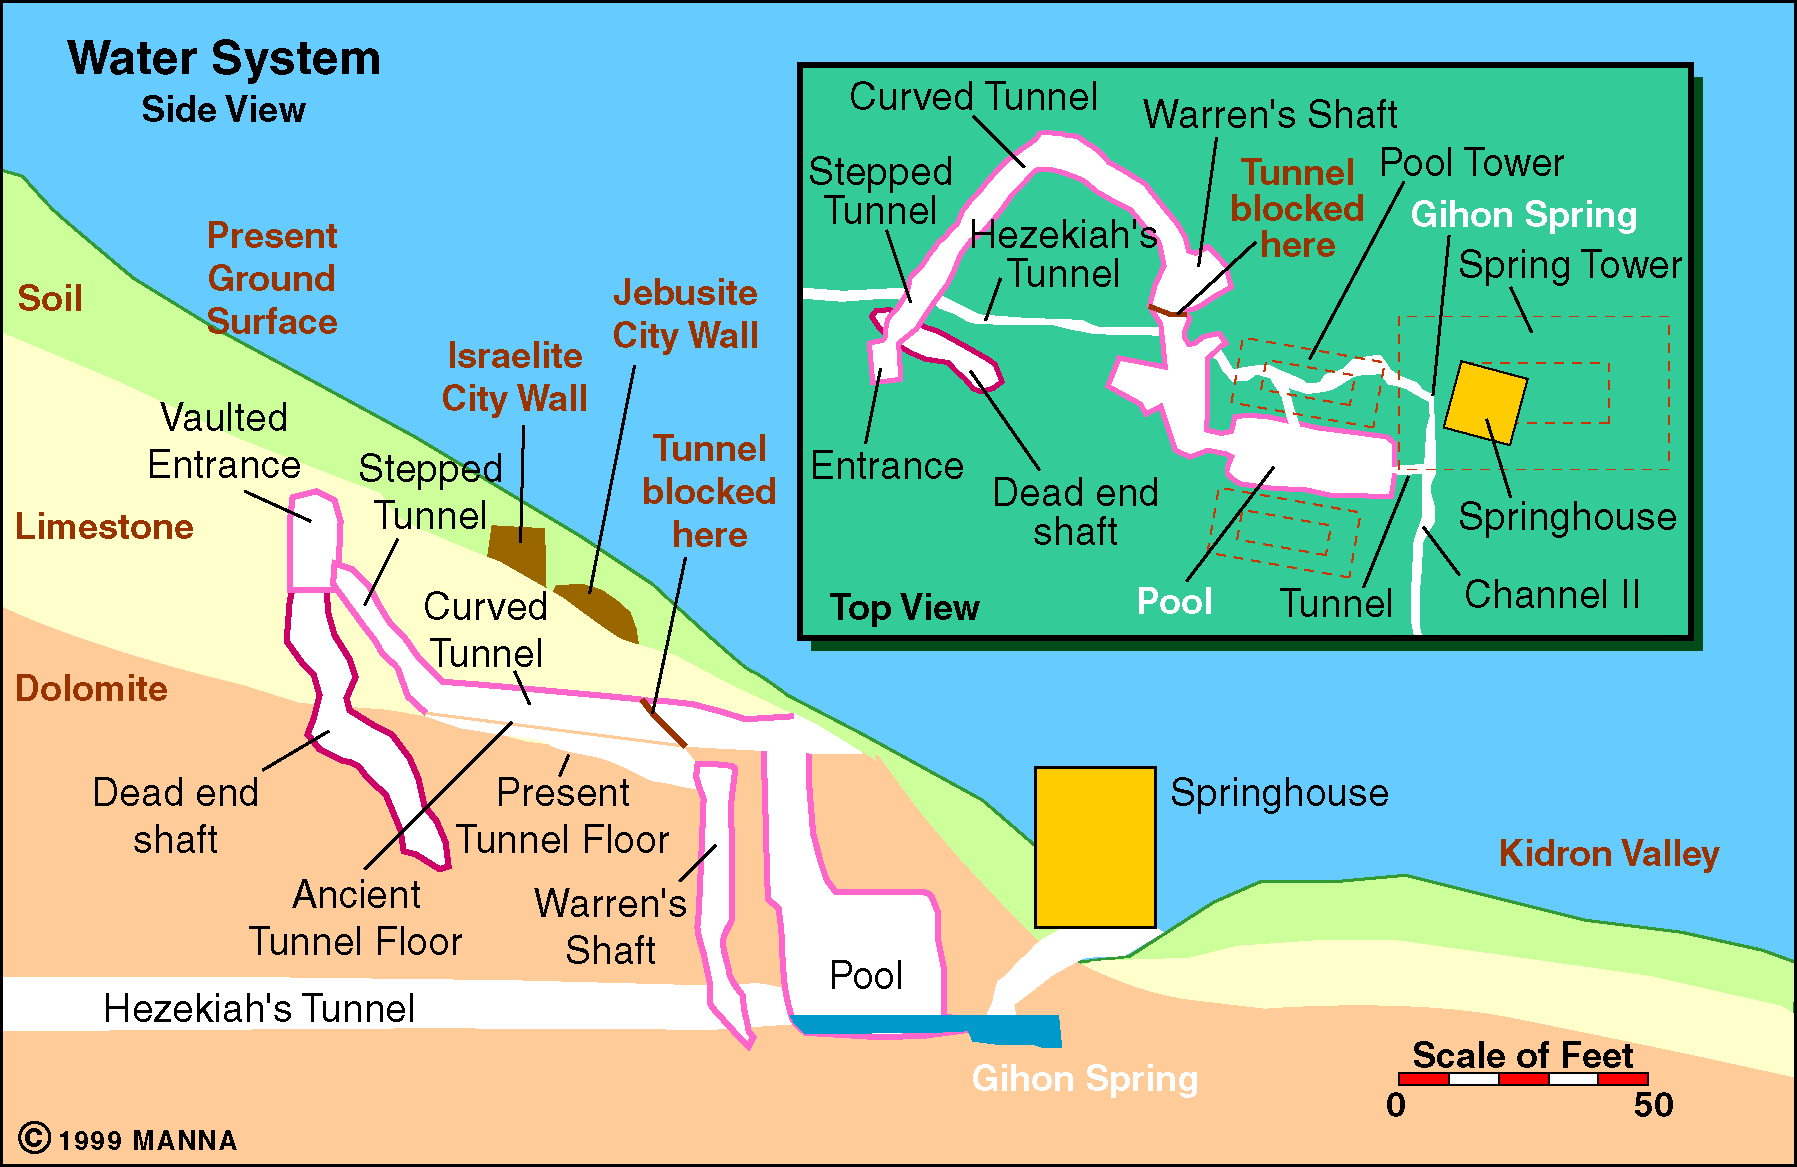 Water System
Side View
Present
Ground
Surface
Soil
Jebusite
City Wall
Israelite
City Wall
Vaulted
Entrance
Stepped
Tunnel
Tunnel
blocked
here
Limestone
Curved
Tunnel
Dolomite
Dead end
shaft
Present
Tunnel Floor
Ancient
Tunnel Floor
Warren's
Shaft
Pool
Hezekiah's Tunnel
Gihon Spring
Springhouse
Kidron Valley
Scale of Feet
0 50
© 1999 MANNA
Curved Tunnel
Warren's Shaft
Stepped
Tunnel
Tunnel
blocked
here
Pool Tower
Gihon Spring
Hezekiah's
Tunnel
Spring Tower
Entrance
Dead end
shaft
Springhouse
Pool
Tunnel
Channel II
Top View